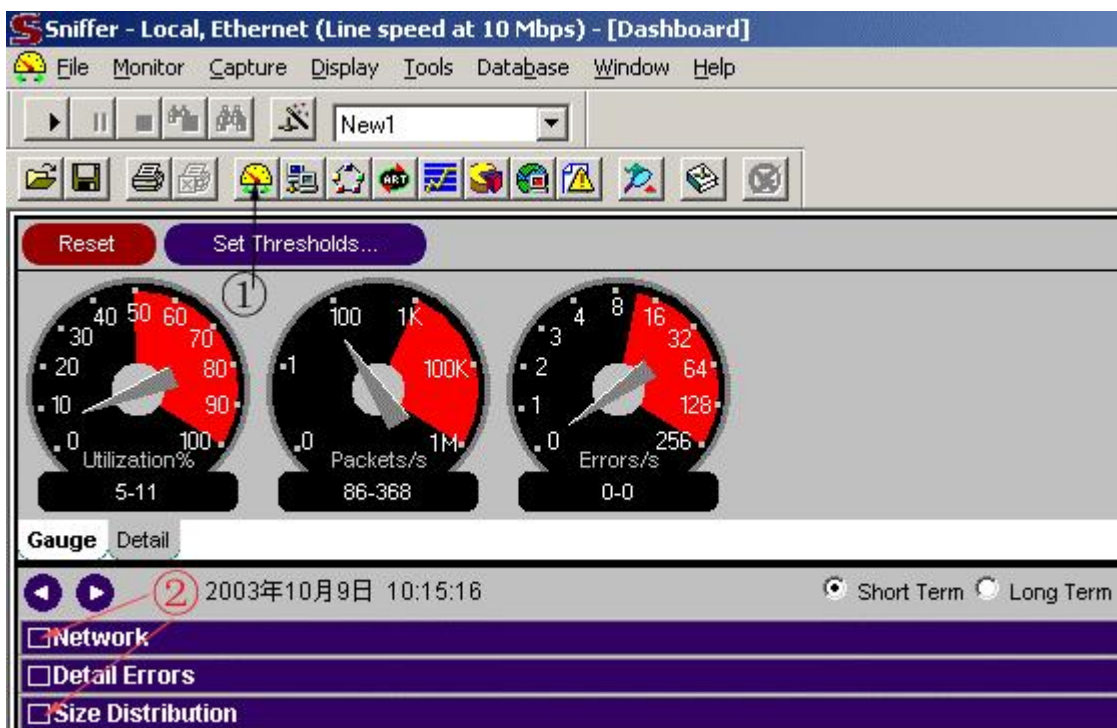 Sniffer - Local, Ethernet (Line speed at 10 Mbps) - [Dashboard]
File Monitor Capture Display Tools Database Window Help
New1
ART
Reset Set Thresholds...
①
0 10 20 30 40 50 60 70 80 90 100
Utilization%
5-11
0 1 100 1K 100K 1M
Packets/s
86-368
0 1 2 3 4 8 16 32 64 128 256
Errors/s
0-0
Gauge Detail
② 2003年10月9日 10:15:16 Short Term Long Term
Network
Detail Errors
Size Distribution